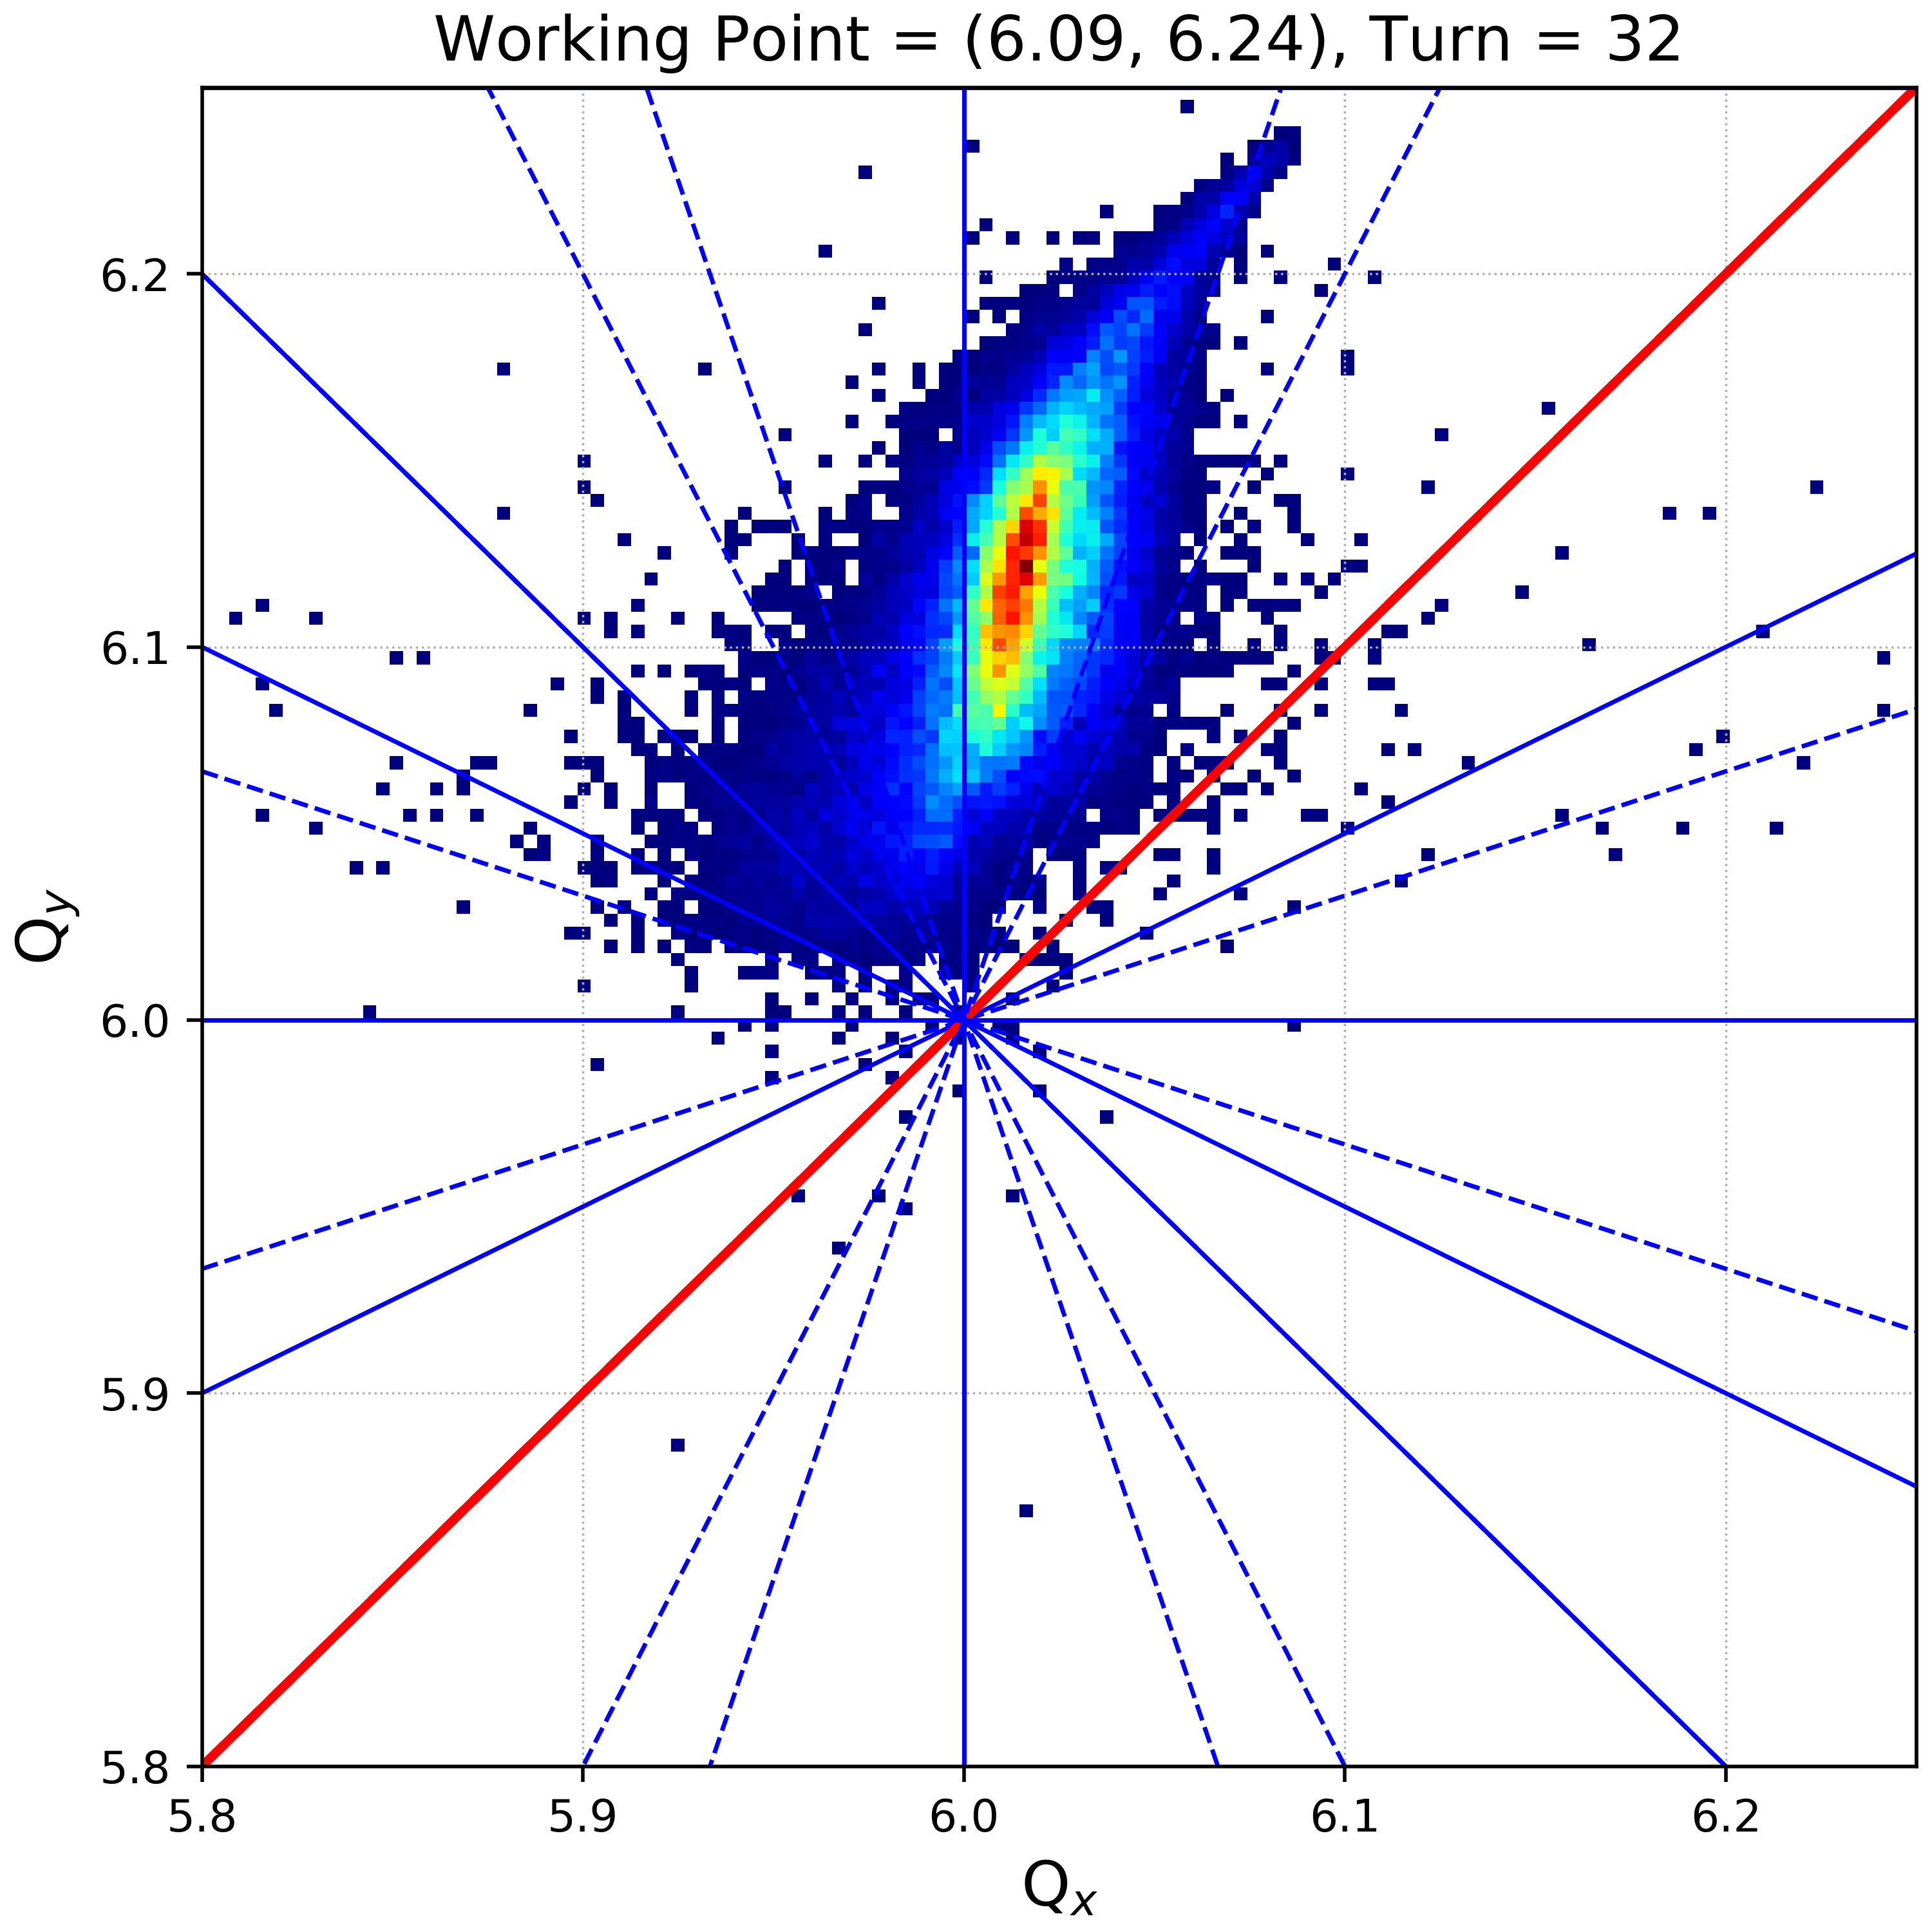 Working Point = (6.09, 6.24), Turn = 32
6.2
6.1
6.0
5.9
5.8
Qy
5.8 5.9 6.0 6.1 6.2
Qx